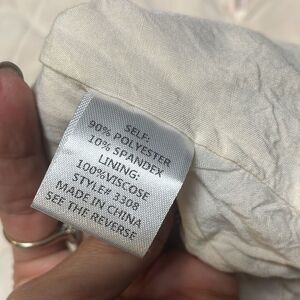 SELF:
90% POLYESTER
10% SPANDEX
LINING:
100%VISCOSE
STYLE# 3308
MADE IN CHINA
SEE THE REVERSE